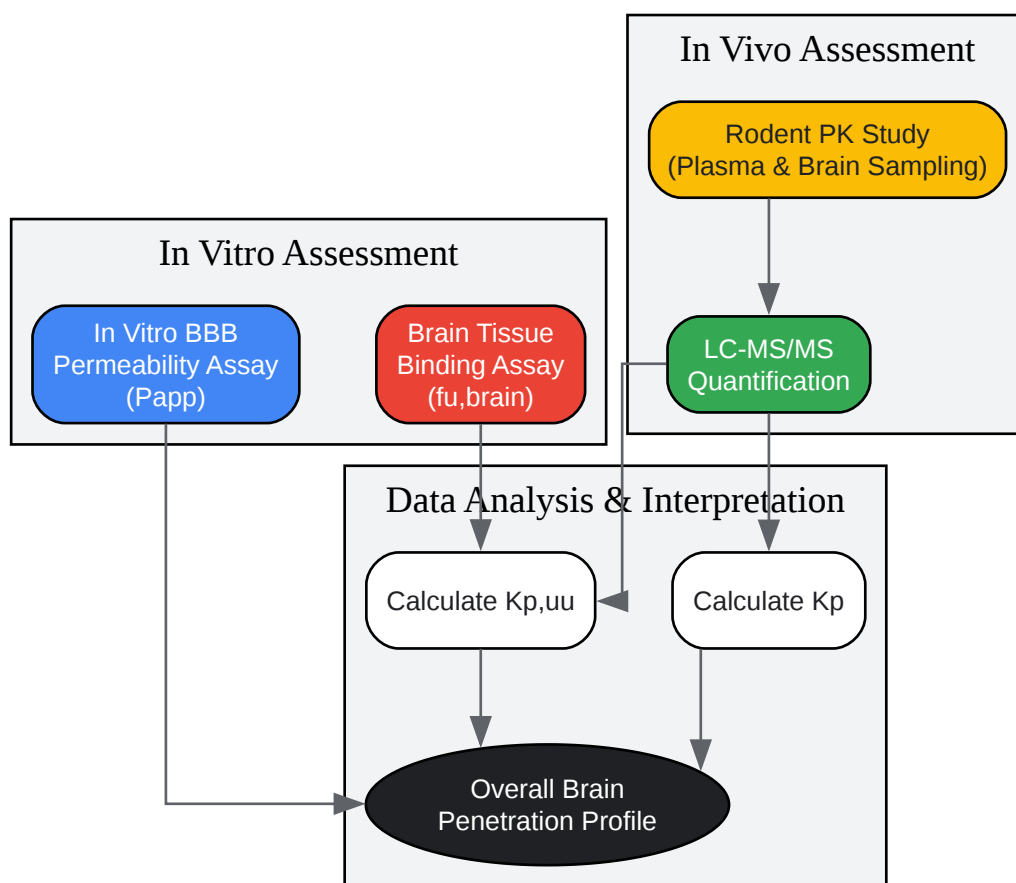 In Vivo Assessment
Rodent PK Study
(Plasma & Brain Sampling)
In Vitro Assessment
In Vitro BBB
Permeability Assay
(Papp)
Brain Tissue
Binding Assay
(fu,brain)
LC-MS/MS
Quantification
Data Analysis & Interpretation
Calculate Kp,uu
Calculate Kp
Overall Brain
Penetration Profile